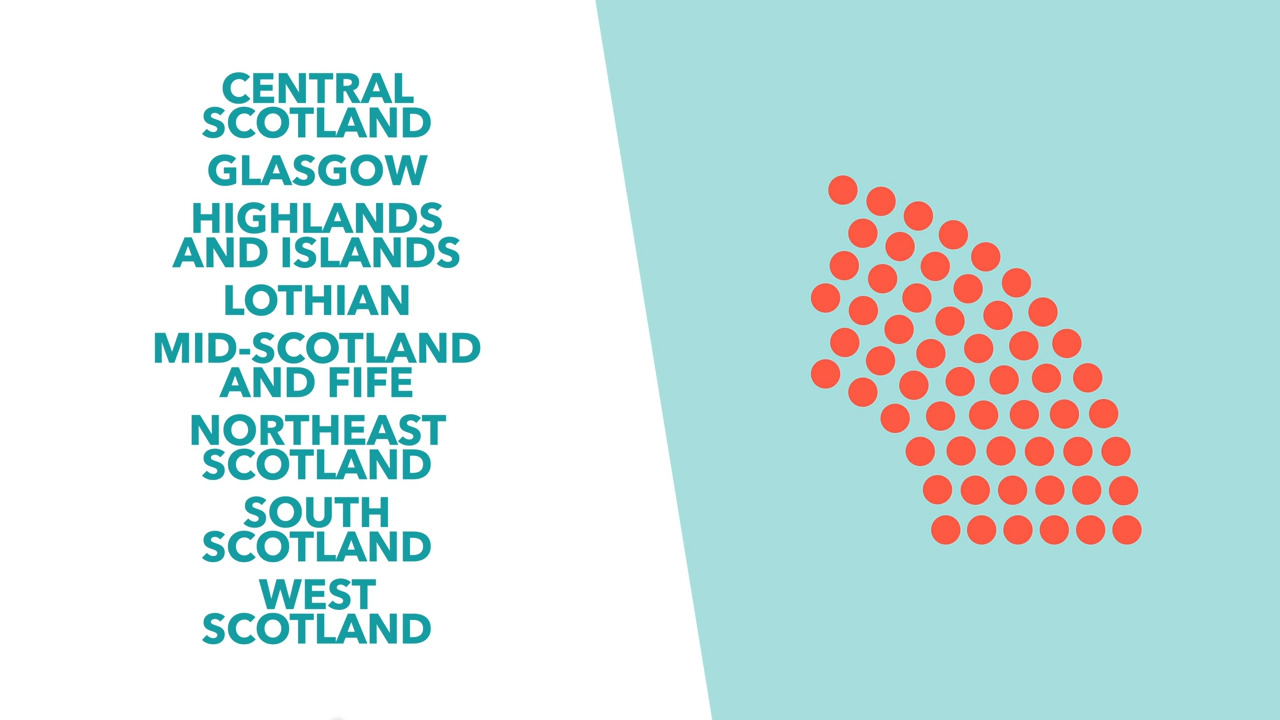 CENTRAL
SCOTLAND
GLASGOW
HIGHLANDS
AND ISLANDS
LOTHIAN
MID-SCOTLAND
AND FIFE
NORTHEAST
SCOTLAND
SOUTH
SCOTLAND
WEST
SCOTLAND